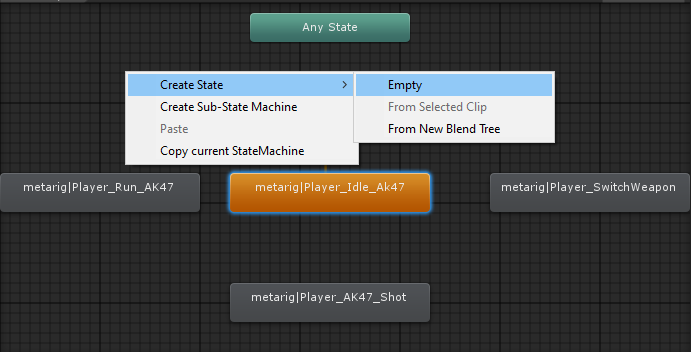 Any State
Create State
Empty
Create Sub-State Machine
From Selected Clip
Paste
From New Blend Tree
Copy current StateMachine
metarig|Player_Run_AK47
metarig|Player_Idle_Ak47
metarig|Player_SwitchWeapon
metarig|Player_AK47_Shot